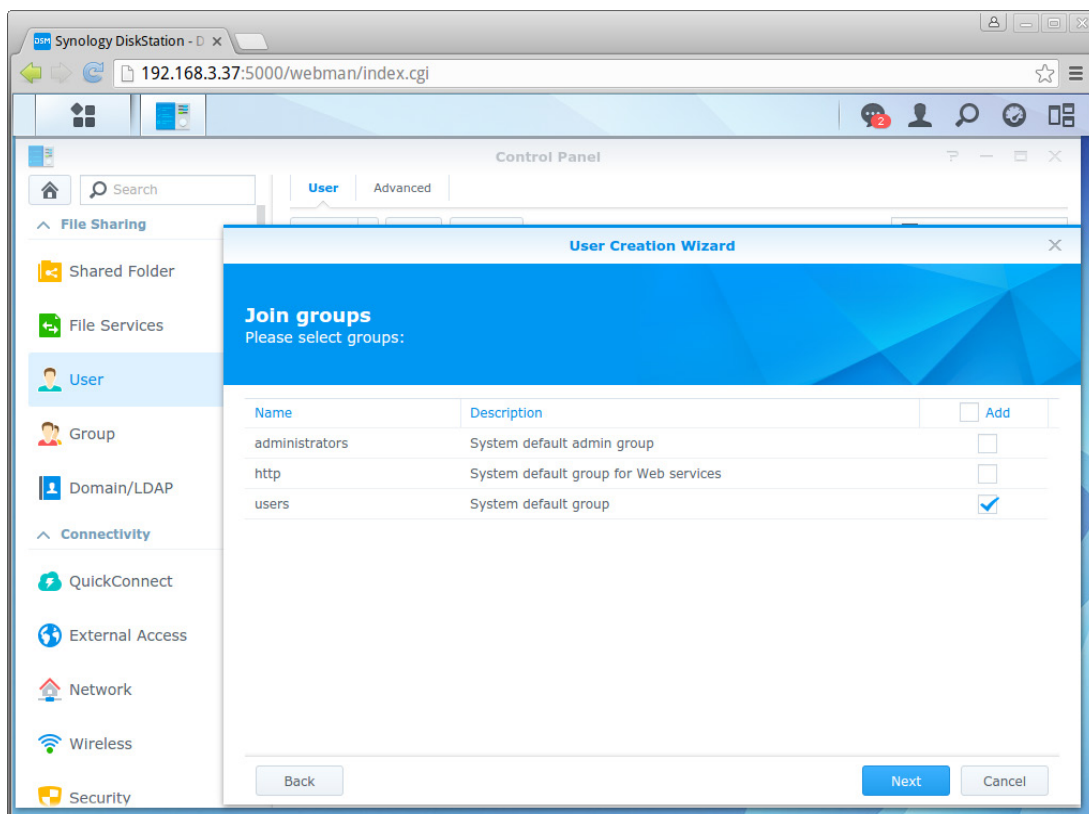 Synology DiskStation - D
192.168.3.37:5000/webman/index.cgi
2
Control Panel
Search
User Advanced
File Sharing
Shared Folder
File Services
User
Group
Domain/LDAP
Connectivity
QuickConnect
External Access
Network
Wireless
Security
User Creation Wizard
Join groups
Please select groups:
Name Description Add
administrators System default admin group
http System default group for Web services
users System default group
Back Next Cancel